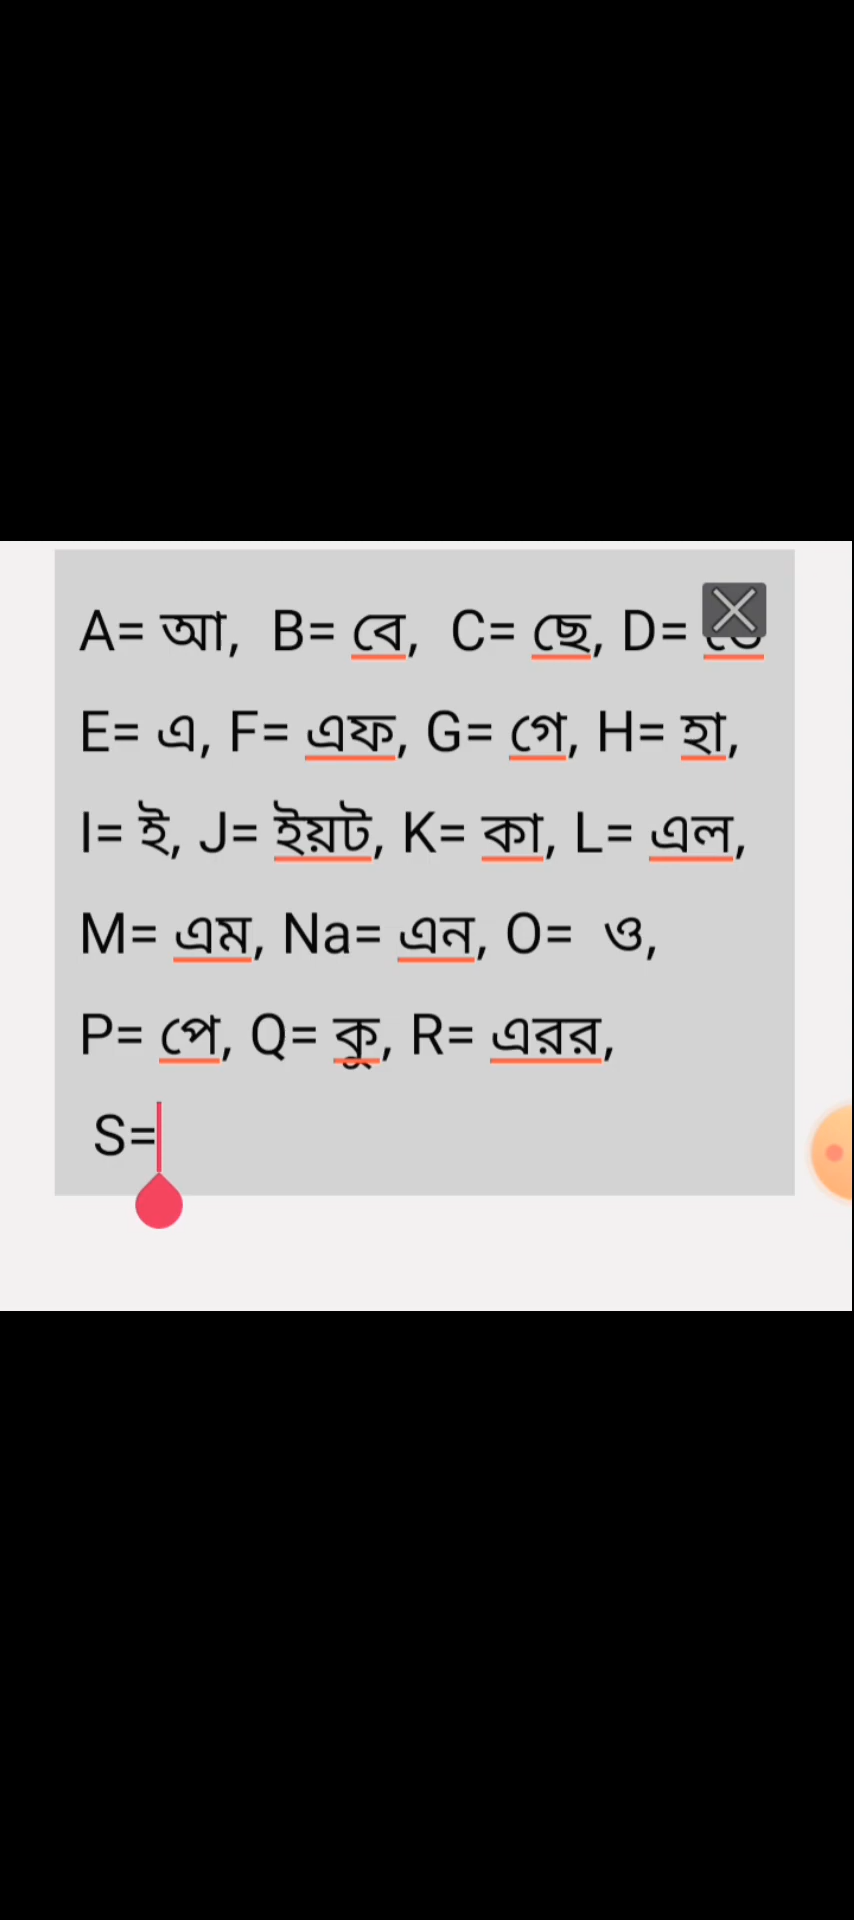 A= আ, B= বে, C= ছে, D=
E= এ, F= এফ, G= গে, H= হা,
I= ই, J= ইয়ট, K= কা, L= এল,
M= এম, Na= এন, O= ও,
P= পে, Q= কু, R= এরর,
S=